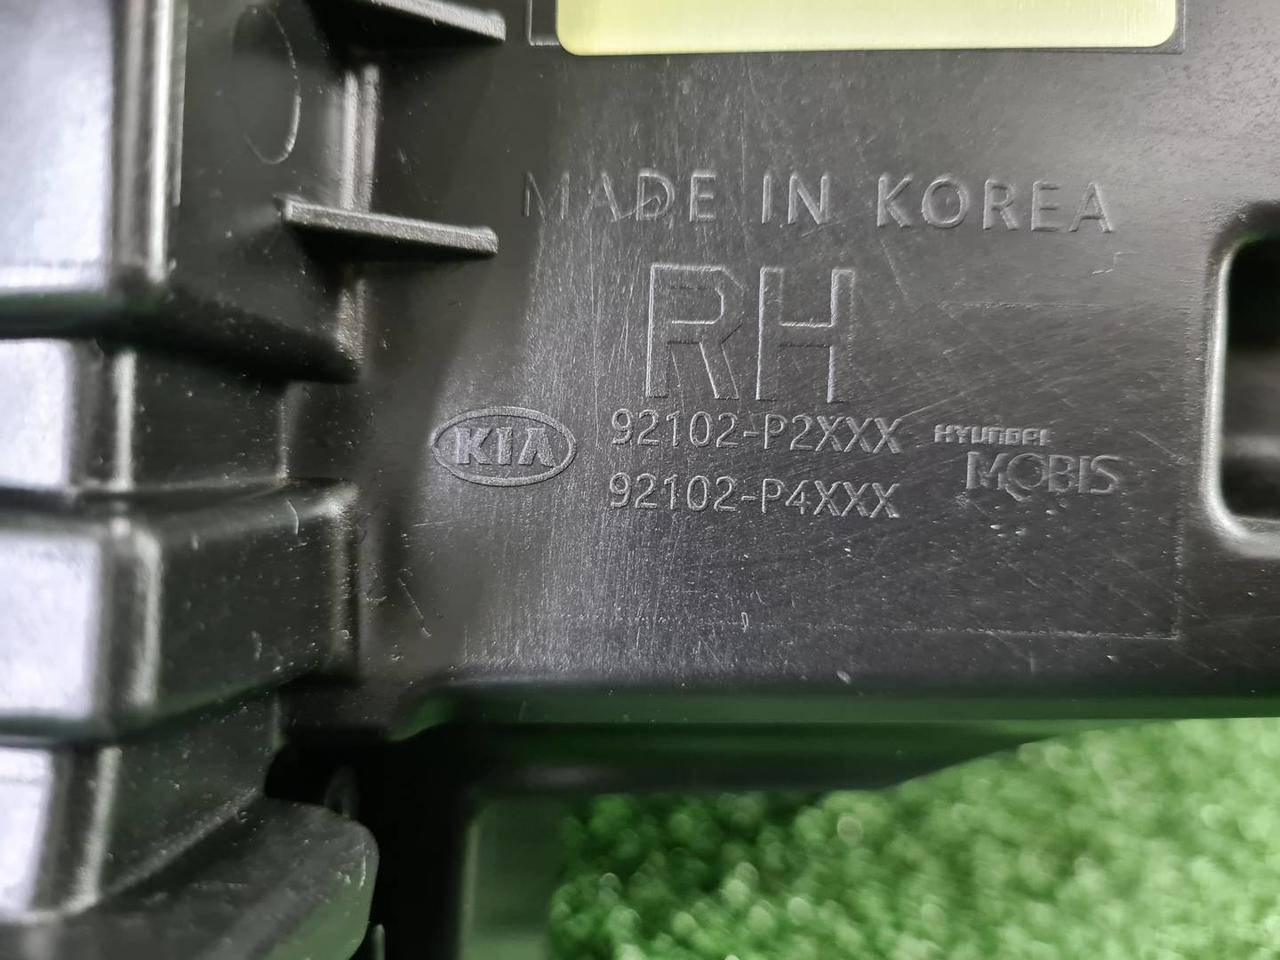 MADE IN KOREA
RH
KIA
92102-P2XXX
92102-P4XXX
HYUNDAI
MOBIS